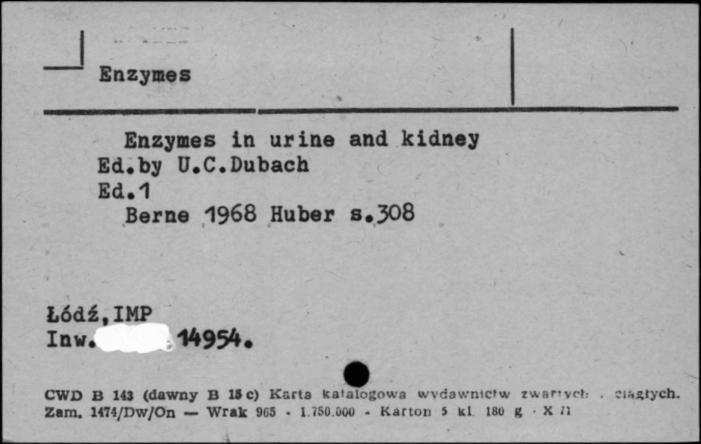 Enzymes
Enzymes in urine and kidney
Ed.by U.C.Dubach
Ed.1
Berne 1968 Huber s.308
Łódź,IMP
Inw. 14954.
CWD B 143 (dawny B 15 c) Karta katalogowa wydawnictw zwartych ciągłych.
Zam. 1474/Dw/On — Wrak 965 - 1.750.000 - Karton 5 kl. 180 g · X 71